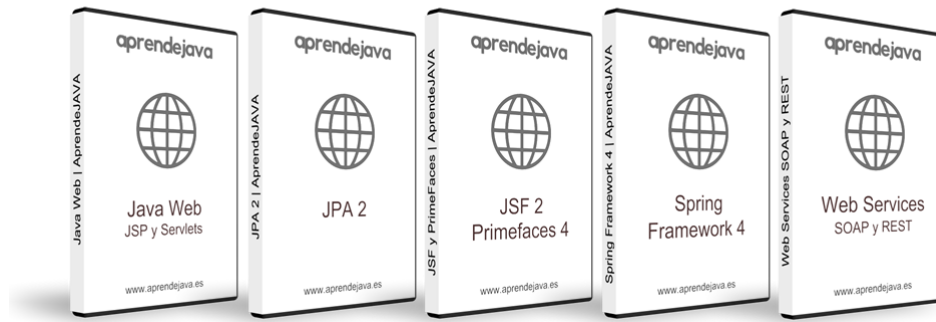 Java Web | AprendeJAVA
aprendejava
Java Web
JSP y Servlets
www.aprendejava.es
JPA 2 | AprendeJAVA
aprendejava
JPA 2
www.aprendejava.es
JSF y PrimeFaces | AprendeJAVA
aprendejava
JSF 2
Primefaces 4
www.aprendejava.es
Spring Framework 4 | AprendeJAVA
aprendejava
Spring
Framework 4
www.aprendejava.es
Web Services SOAP y REST
aprendejava
Web Services
SOAP y REST
www.aprendejava.es